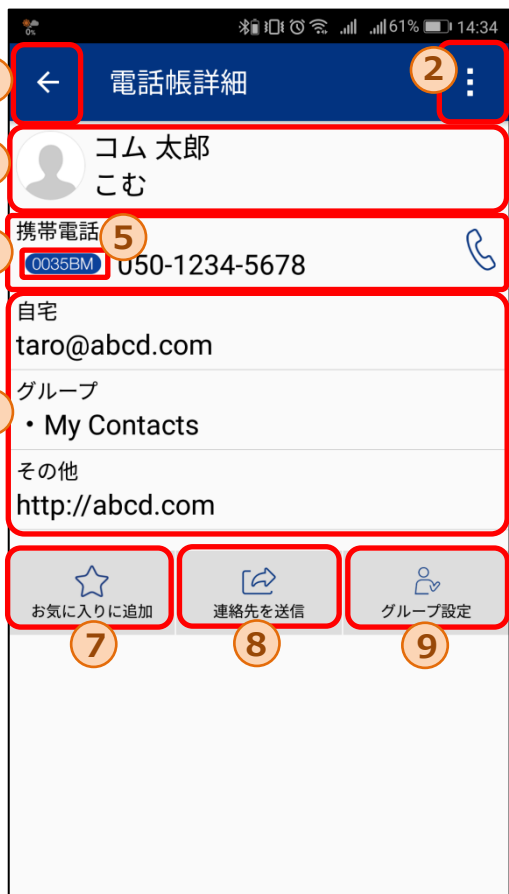 0% 61% 14:34
電話帳詳細
2
コム 太郎
こむ
携帯電話
5
0035BM 050-1234-5678
自宅
taro@abcd.com
グループ
・My Contacts
その他
http://abcd.com
お気に入りに追加 連絡先を送信 グループ設定
7 8 9